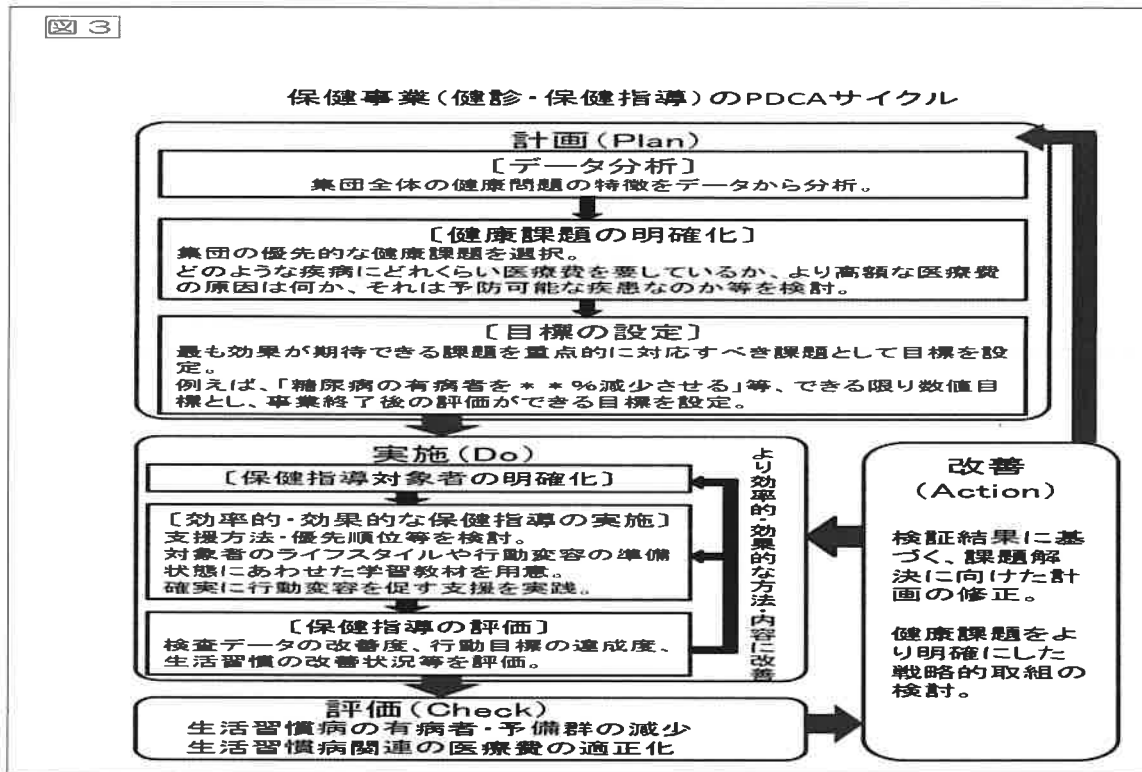 図3
保健事業(健診・保健指導)のPDCAサイクル
計画(Plan)
〔データ分析〕
集団全体の健康問題の特徴をデータから分析。
〔健康課題の明確化〕
集団の優先的な健康課題を選択。
どのような疾病にどれくらい医療費を要しているか、より高額な医療費
の原因は何か、それは予防可能な疾患なのか等を検討。
〔目標の設定〕
最も効果が期待できる課題を重点的に対応すべき課題として目標を設
定。
例えば、「糖尿病の有病者を**%減少させる」等、できる限り数値目
標とし、事業終了後の評価ができる目標を設定。
実施(Do)
〔保健指導対象者の明確化〕
〔効率的・効果的な保健指導の実施〕
支援方法・優先順位等を検討。
対象者のライフスタイルや行動変容の準備
状態にあわせた学習教材を用意。
確実に行動変容を促す支援を実践。
〔保健指導の評価〕
検査データの改善度、行動目標の達成度、
生活習慣の改善状況等を評価。
より効率的・効果的な方法・内容に改善
評価(Check)
生活習慣病の有病者・予備群の減少
生活習慣病関連の医療費の適正化
改善
(Action)
検証結果に基
づく、課題解
決に向けた計
画の修正。
健康課題をよ
り明確にした
戦略的取組の
検討。